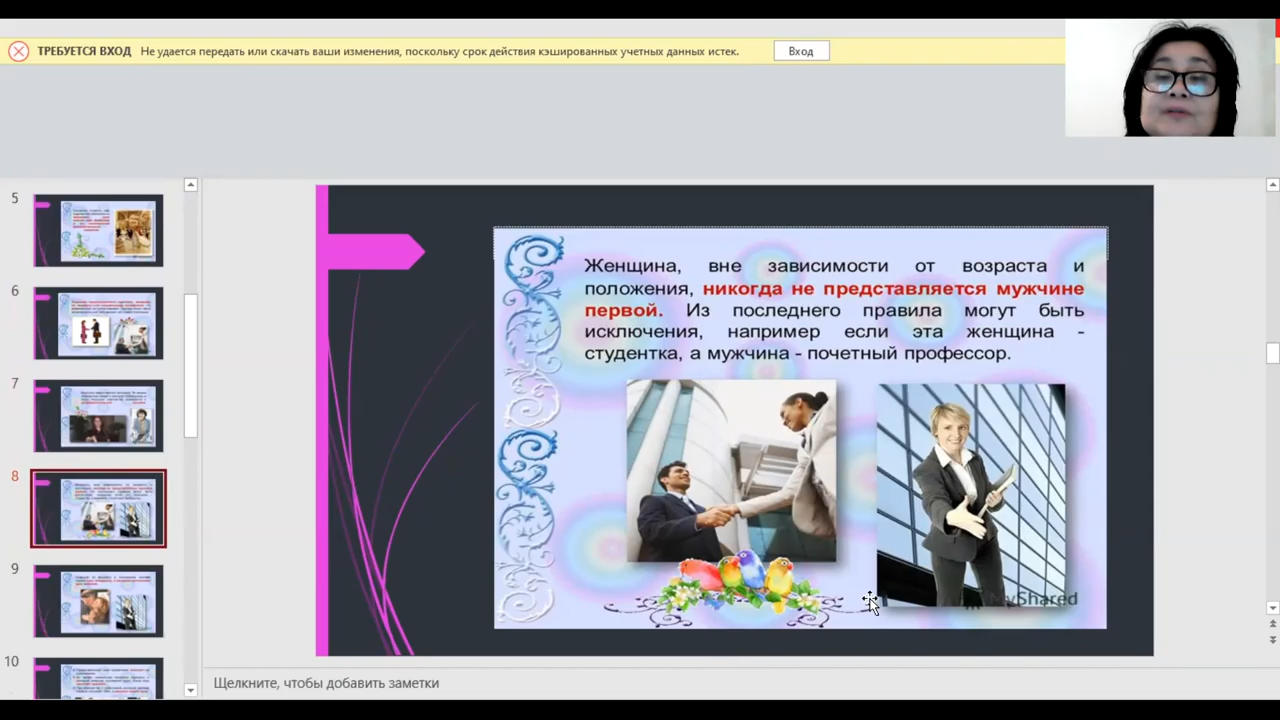 ТРЕБУЕТСЯ ВХОД Не удается передать или скачать ваши изменения, поскольку срок действия кэшированных учетных данных истек. Вход
5
6
7
8
9
10
Женщина, вне зависимости от возраста и
положения, никогда не представляется мужчине
первой. Из последнего правила могут быть
исключения, например если эта женщина -
студентка, а мужчина - почетный профессор.
Щелкните, чтобы добавить заметки